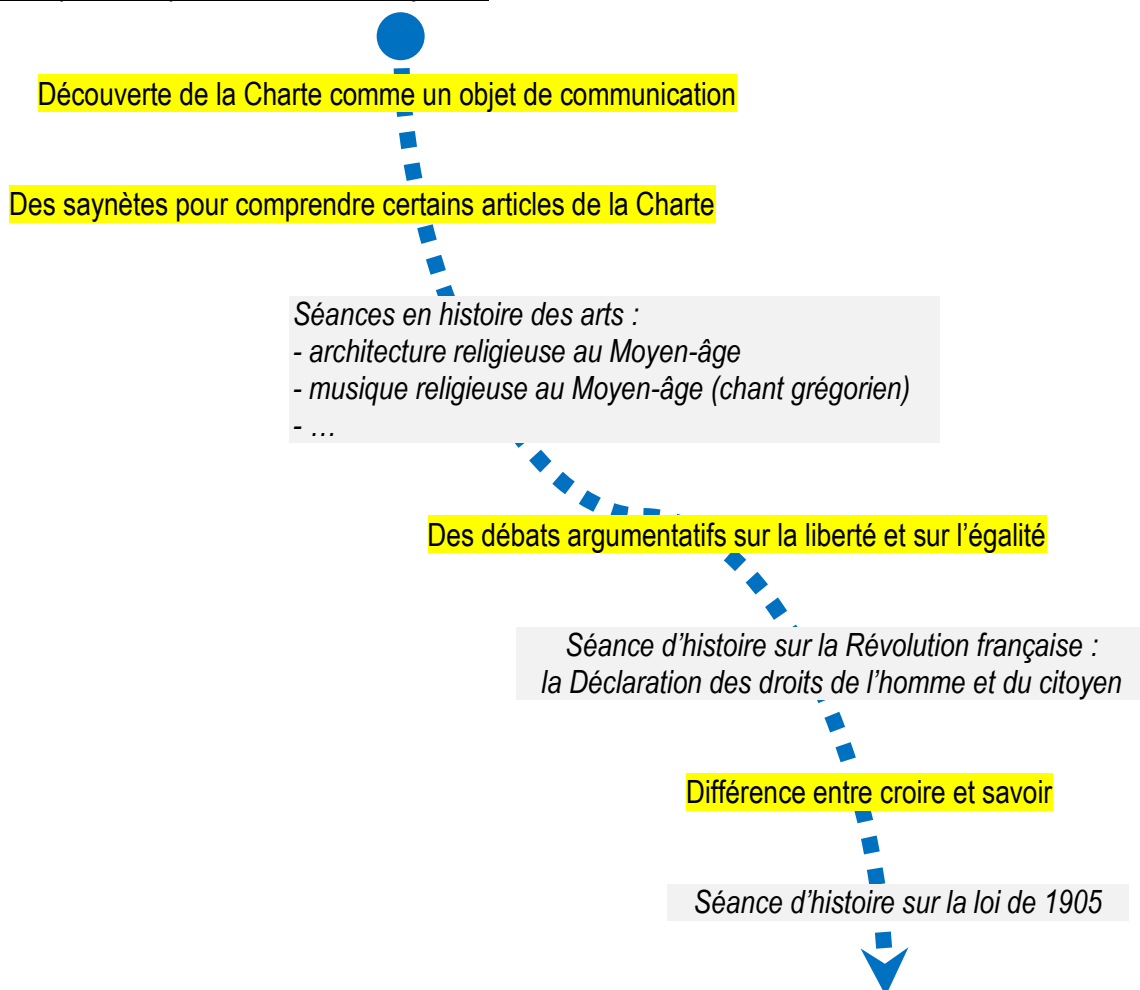 Découverte de la Charte comme un objet de communication
Des saynètes pour comprendre certains articles de la Charte
Séances en histoire des arts :
- architecture religieuse au Moyen-âge
- musique religieuse au Moyen-âge (chant grégorien)
- …
Des débats argumentatifs sur la liberté et sur l’égalité
Séance d’histoire sur la Révolution française :
la Déclaration des droits de l’homme et du citoyen
Différence entre croire et savoir
Séance d’histoire sur la loi de 1905